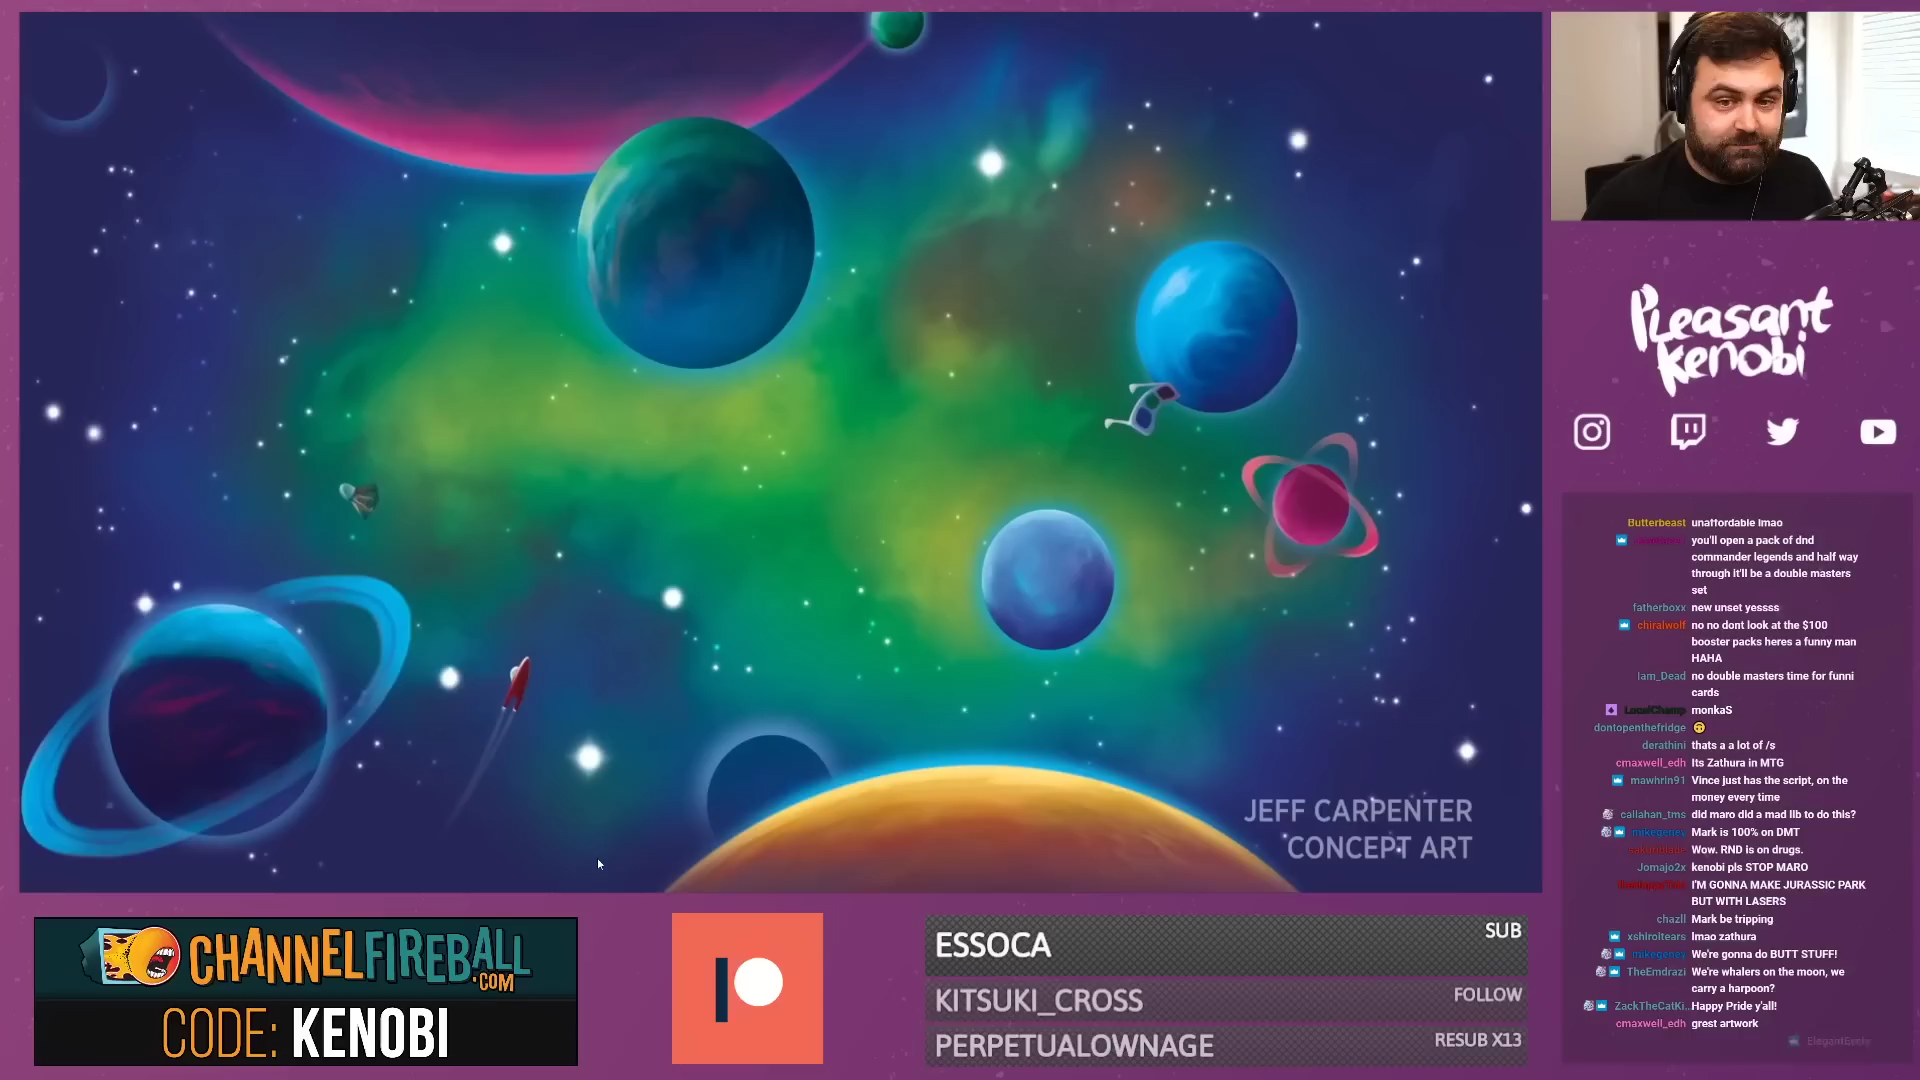 JEFF CARPENTER
CONCEPT ART
Pleasant
Kenobi
Butterbeast unaffordable lmao
you'll open a pack of dnd
commander legends and half way
through it'll be a double masters
set
fatherboxx new unset yessss
chiralwolf no no dont look at the $100
booster packs heres a funny man
HAHA
Iam_Dead no double masters time for funni
cards
LocalChamp monkaS
dontopenthefridge
derathini thats a a lot of /s
cmaxwell_edh Its Zathura in MTG
mawhrin91 Vince just has the script, on the
money every time
callahan_tms did maro did a mad lib to do this?
mikegeney Mark is 100% on DMT
Wow. RND is on drugs.
Jomajo2x kenobi pls STOP MARO
I'M GONNA MAKE JURASSIC PARK
BUT WITH LASERS
chazll Mark be tripping
xshiroltears lmao zathura
mikegeney We're gonna do BUTT STUFF!
TheEmdrazi We're whalers on the moon, we
carry a harpoon?
ZackTheCatKi... Happy Pride y'all!
cmaxwell_edh grest artwork
CHANNELFIREBALL
.COM
CODE: KENOBI
ESSOCA SUB
KITSUKI_CROSS FOLLOW
PERPETUALOWNAGE RESUB X13